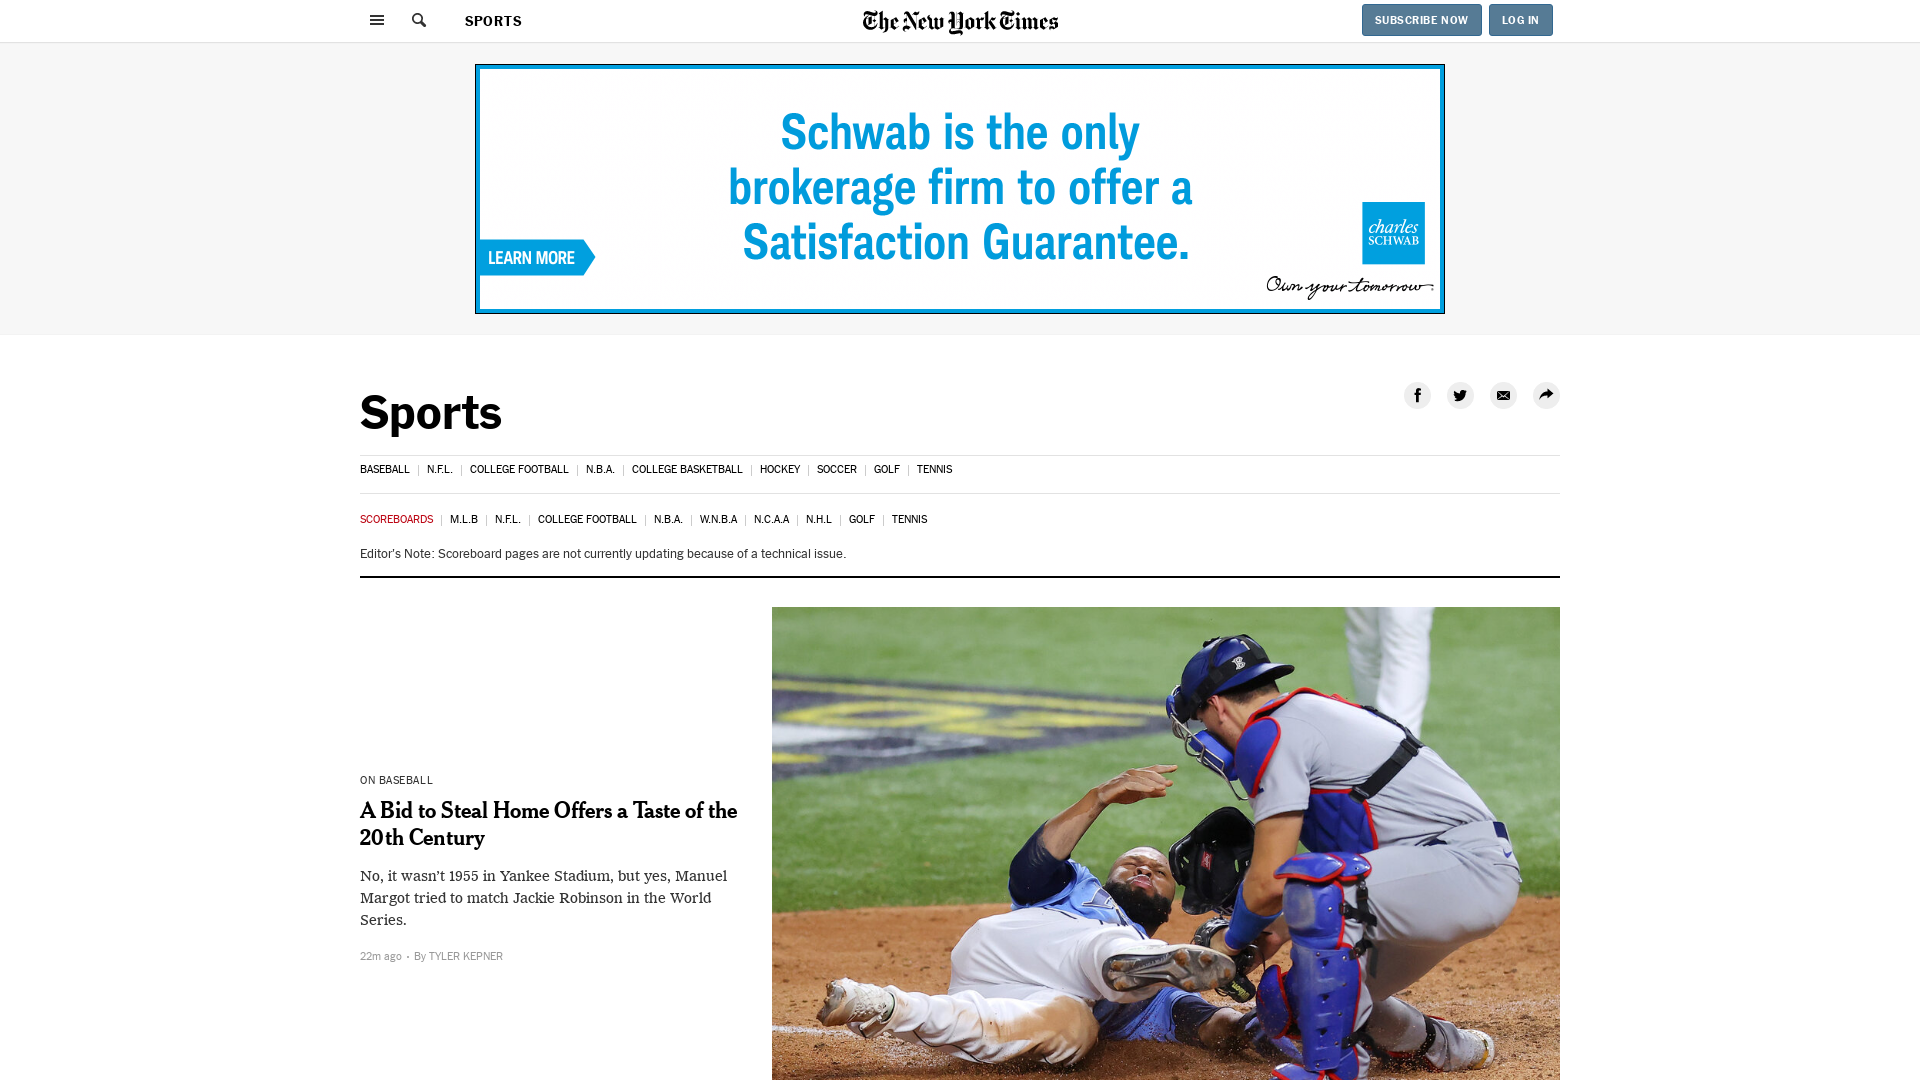 SPORTS
The New York Times
SUBSCRIBE NOW
LOG IN
Schwab is the only
brokerage firm to offer a
Satisfaction Guarantee.
LEARN MORE
charles
SCHWAB
Own your tomorrow.
Sports
BASEBALL | N.F.L. | COLLEGE FOOTBALL | N.B.A. | COLLEGE BASKETBALL | HOCKEY | SOCCER | GOLF | TENNIS
SCOREBOARDS | M.L.B | N.F.L. | COLLEGE FOOTBALL | N.B.A. | W.N.B.A | N.C.A.A | N.H.L | GOLF | TENNIS
Editor's Note: Scoreboard pages are not currently updating because of a technical issue.
ON BASEBALL
A Bid to Steal Home Offers a Taste of the
20th Century
No, it wasn’t 1955 in Yankee Stadium, but yes, Manuel
Margot tried to match Jackie Robinson in the World
Series.
22m ago • By TYLER KEPNER